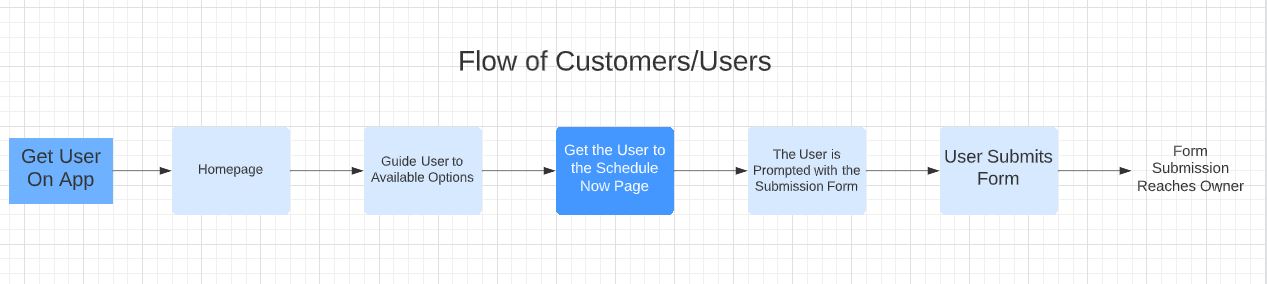 Flow of Customers/Users
Get User
On App
Homepage
Guide User to
Available Options
Get the User to
the Schedule
Now Page
The User is
Prompted with the
Submission Form
User Submits
Form
Form
Submission
Reaches Owner